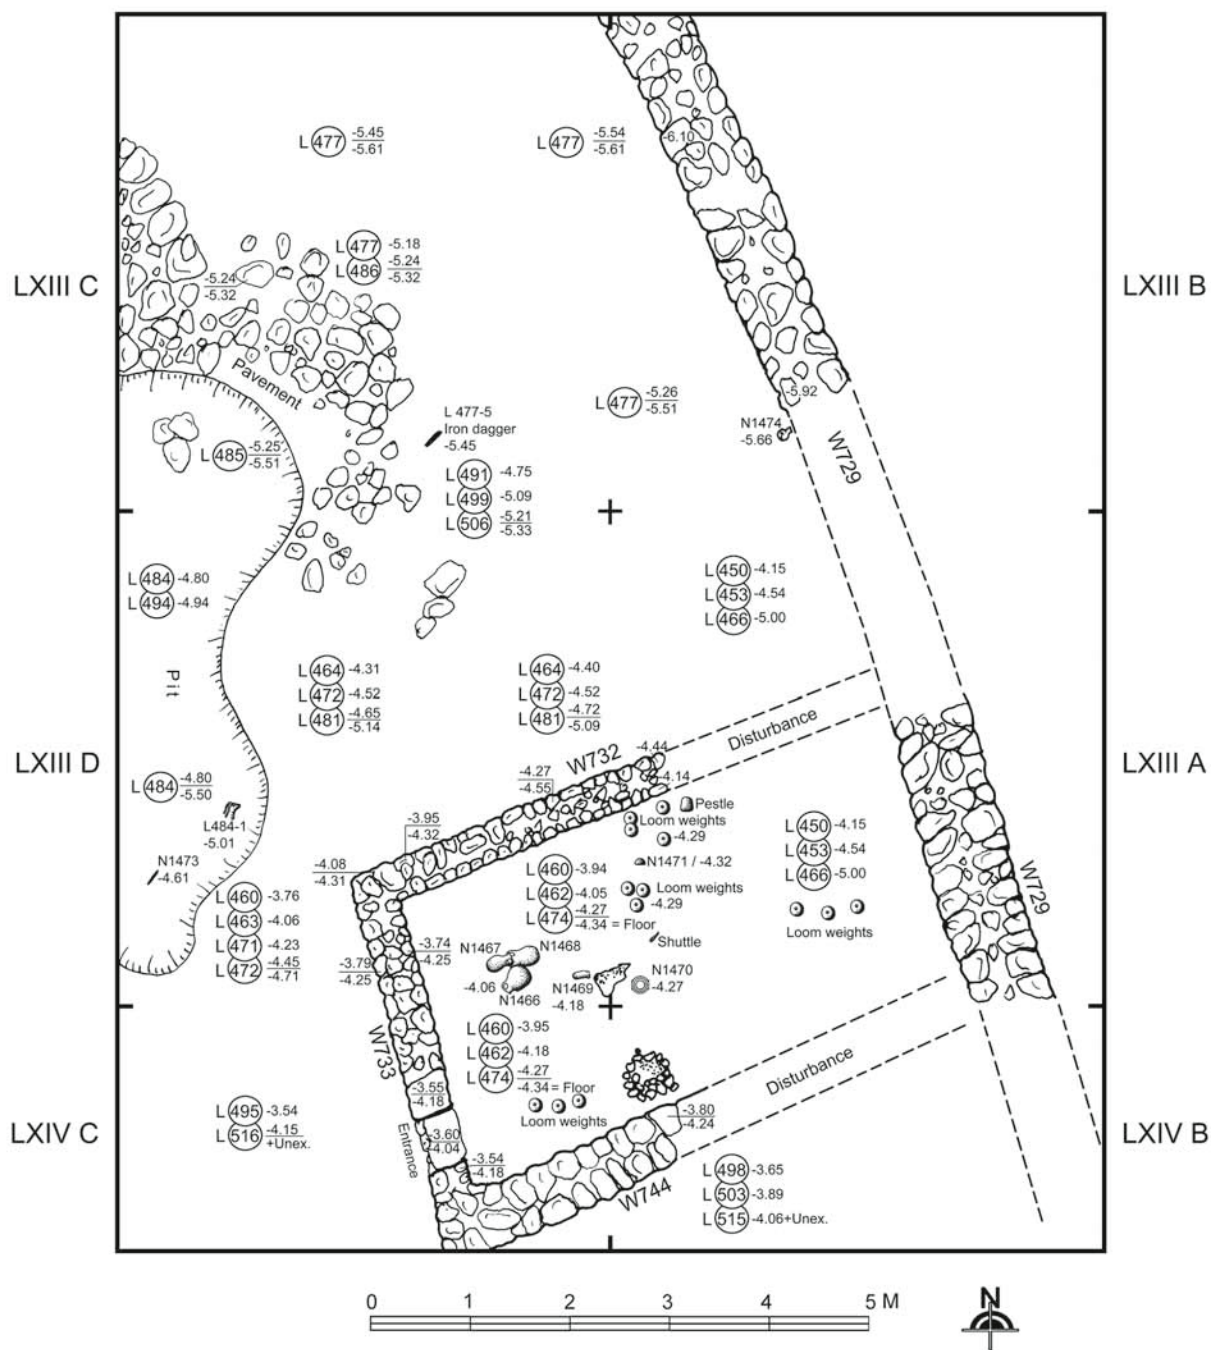 L 477 -5.45
-5.61
L 477 -5.54
-5.61
-6.10
L 477 -5.18
L 486 -5.24
-5.32
-5.24
-5.32
LXIII C
LXIII B
Pavement
L 477 -5.26
-5.51
-5.92
L 477-5
Iron dagger
-5.45
N1474
-5.66
W729
L 485 -5.25
-5.51
L 491 -4.75
L 499 -5.09
L 506 -5.21
-5.33
L 484 -4.80
L 494 -4.94
L 450 -4.15
L 453 -4.54
L 466 -5.00
Pit
L 464 -4.31
L 472 -4.52
L 481 -4.65
-5.14
L 464 -4.40
L 472 -4.52
L 481 -4.72
-5.09
Disturbance
W732
-4.44
-4.14
-4.27
-4.55
LXIII D
LXIII A
L 484 -4.80
-5.50
L484-1
-5.01
N1473
-4.61
-3.95
-4.32
-4.08
-4.31
Pestle
Loom weights
-4.29
N1471 / -4.32
L 450 -4.15
L 453 -4.54
L 466 -5.00
Loom weights
L 460 -3.94
L 462 -4.05
L 474 -4.27
-4.34 = Floor
Loom weights
-4.29
Shuttle
W729
L 460 -3.76
L 463 -4.06
L 471 -4.23
L 472 -4.45
-4.71
-3.74
-4.25
-3.79
-4.25
N1467
N1468
-4.06
N1466
N1469
-4.18
N1470
-4.27
W733
L 460 -3.95
L 462 -4.18
L 474 -4.27
-4.34 = Floor
Loom weights
Disturbance
-3.55
-4.18
-3.60
-4.04
-3.54
-4.18
-3.80
-4.24
Entrance
LXIV C
LXIV B
L 495 -3.54
L 516 -4.15
+Unex.
W744
L 498 -3.65
L 503 -3.89
L 515 -4.06+Unex.
0 1 2 3 4 5 M
N